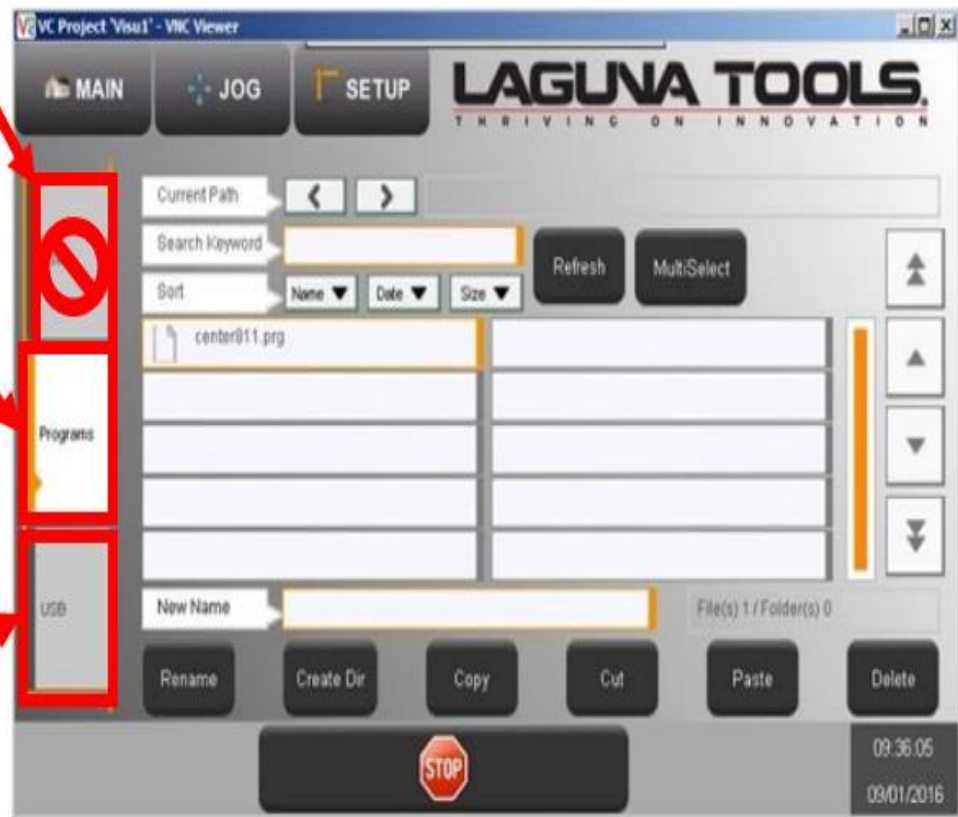 VC Project 'Visu1' - VNC Viewer
MAIN JOG SETUP
LAGUNA TOOLS.
THRIVING ON INNOVATION
Current Path
Search Keyword
Refresh MultiSelect
Sort Name Date Size
center811.prg
Programs
USB
New Name File(s) 1 / Folder(s) 0
Rename Create Dir Copy Cut Paste Delete
STOP
09:36:05
09/01/2016